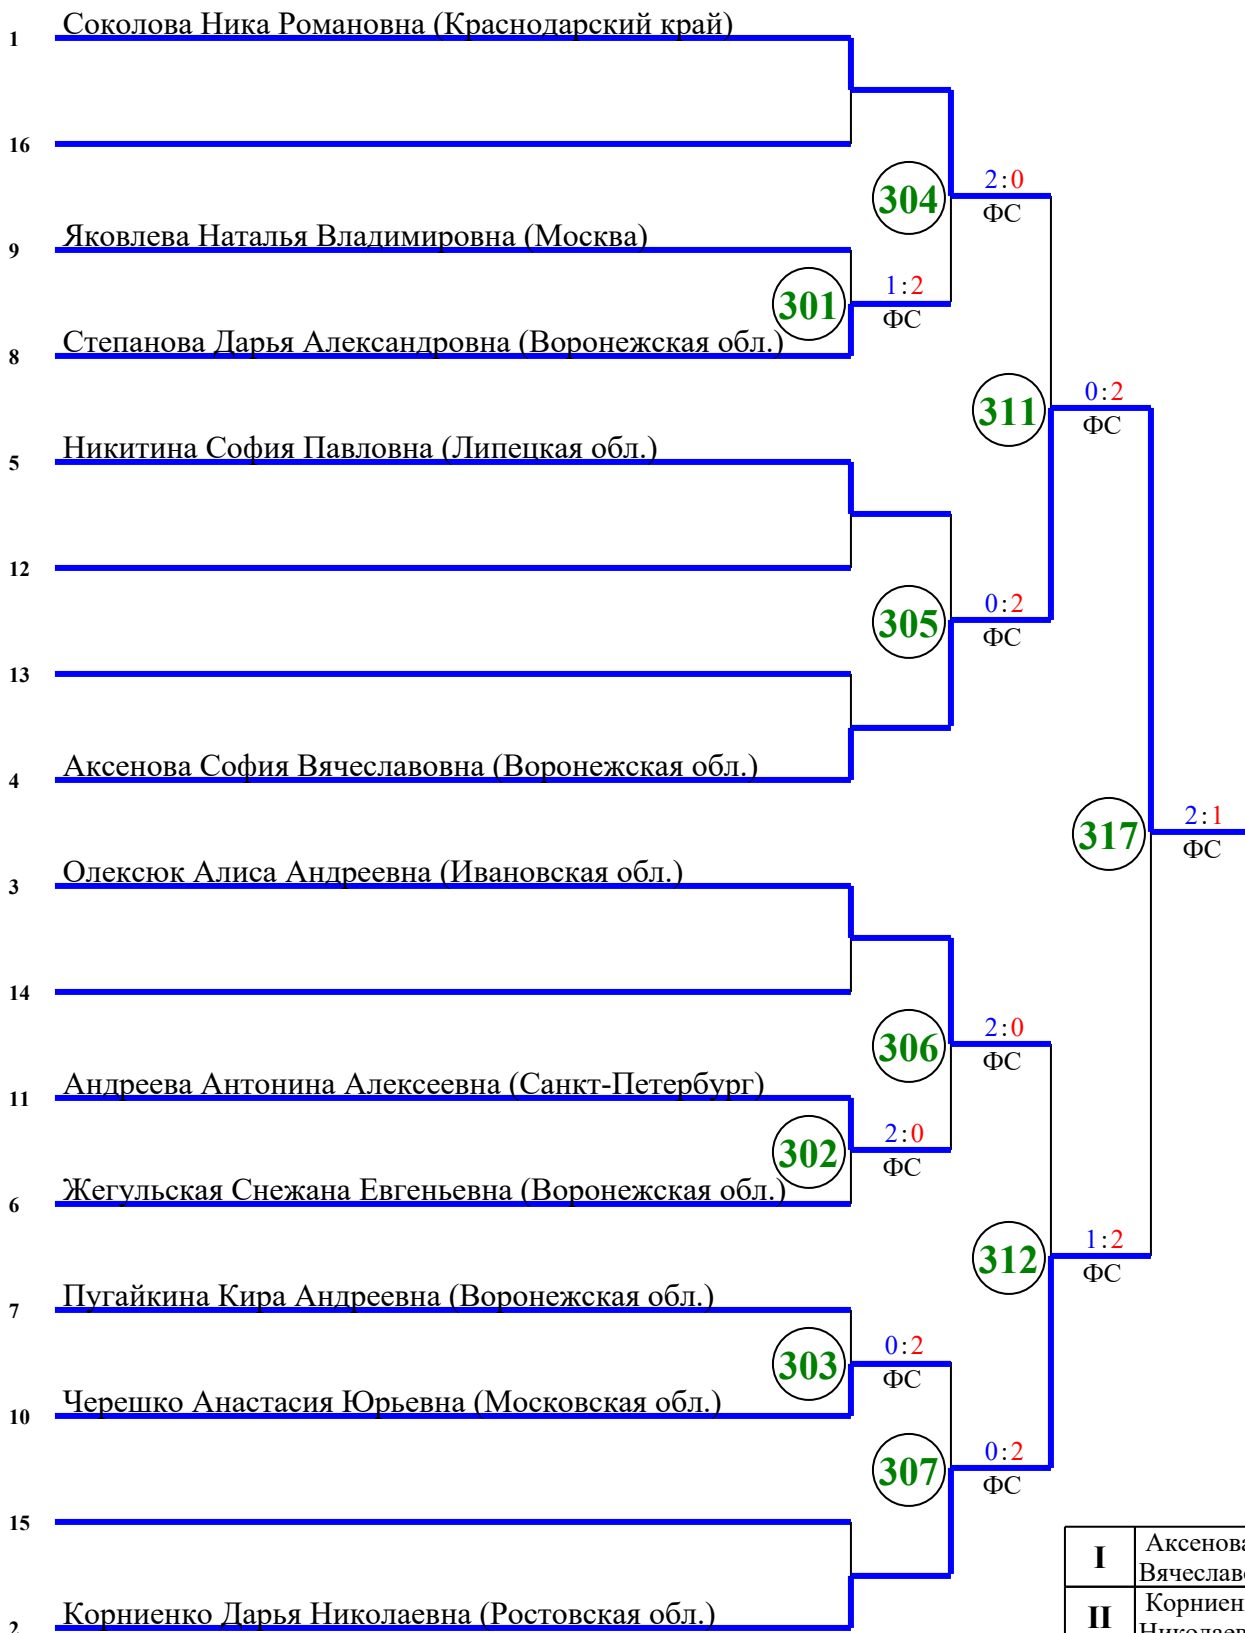 1 Соколова Ника Романовна (Краснодарский край)
16
304 2:0
ФС
9 Яковлева Наталья Владимировна (Москва)
301 1:2
ФС
8 Степанова Дарья Александровна (Воронежская обл.)
311 0:2
ФС
5 Никитина София Павловна (Липецкая обл.)
12
305 0:2
ФС
13
4 Аксенова София Вячеславовна (Воронежская обл.)
317 2:1
ФС
3 Олексюк Алиса Андреевна (Ивановская обл.)
14
306 2:0
ФС
11 Андреева Антонина Алексеевна (Санкт-Петербург)
302 2:0
ФС
6 Жегульская Снежана Евгеньевна (Воронежская обл.)
312 1:2
ФС
7 Пугайкина Кира Андреевна (Воронежская обл.)
303 0:2
ФС
10 Черешко Анастасия Юрьевна (Московская обл.)
307 0:2
ФС
15
I Аксенова
Вячеслав
2 Корниенко Дарья Николаевна (Ростовская обл.)
II Корниен